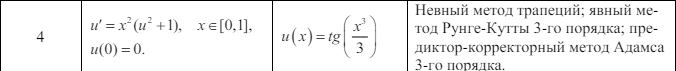 4
u' = x²(u² + 1), x ∈ [0,1],
u(0) = 0.
u(x) = tg(x³/3)
Невный метод трапеций; явный ме-
тод Рунге-Кутты 3-го порядка; пре-
диктор-корректорный метод Адамса
3-го порядка.